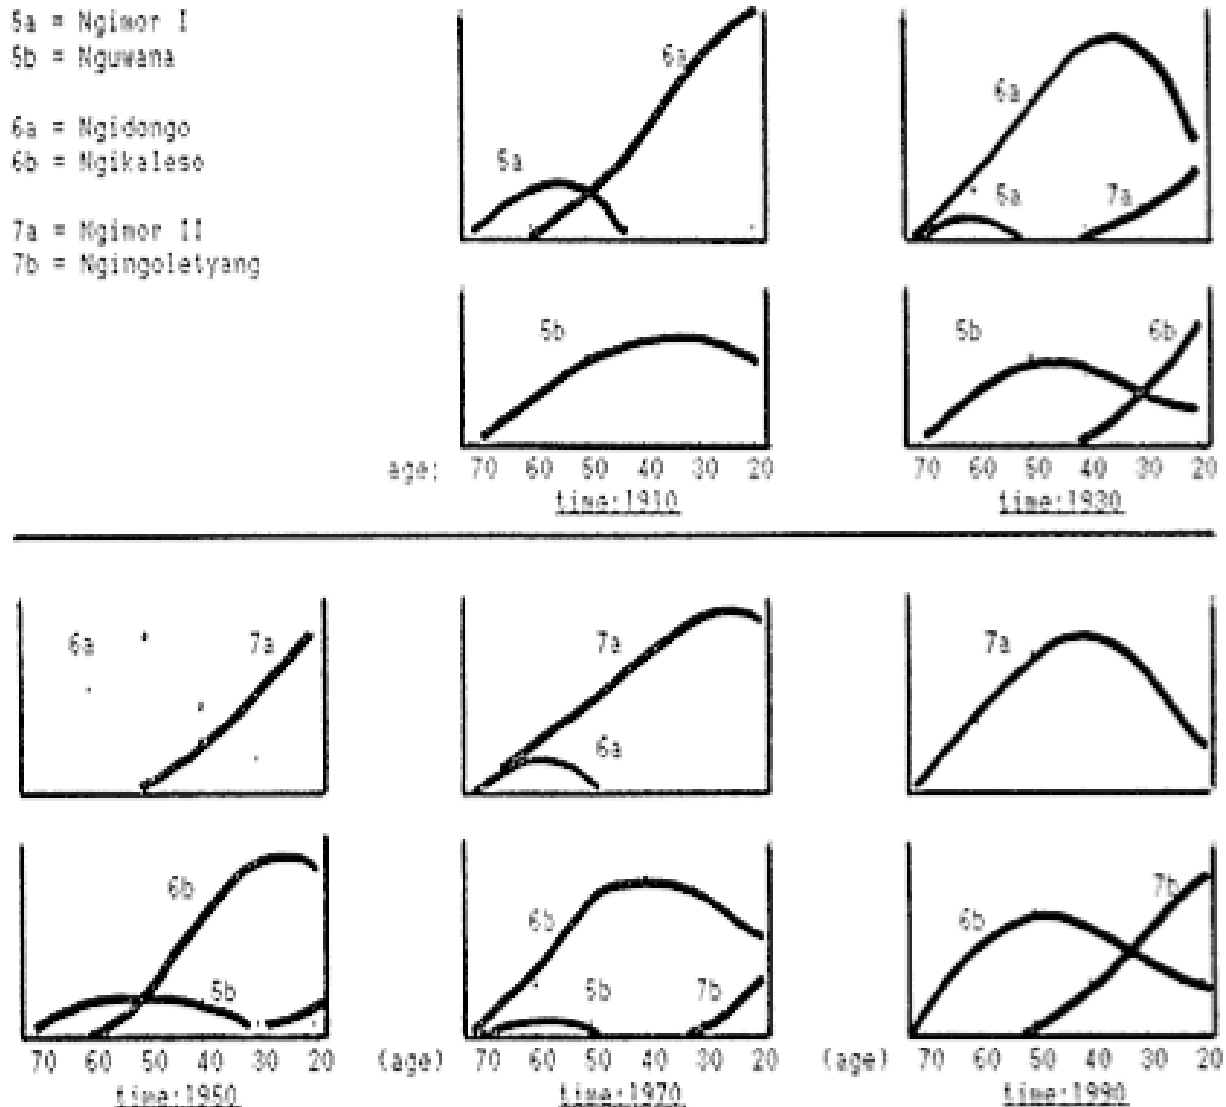 5a = Ngimor I
5b = Nguwana
6a = Ngidongo
6b = Ngikaleso
7a = Ngimor II
7b = Ngingoletyang
6a
5a
6a
5a
7a
5b
5b
6b
age: 70 60 50 40 30 20
70 60 50 40 30 20
time:1910
time:1930
6a
7a
7a
6a
7a
6b
5b
6b
5b
7b
6b
7b
70 60 50 40 30 20
(age) 70 60 50 40 30 20
(age) 70 60 50 40 30 20
time:1950
time:1970
time:1990